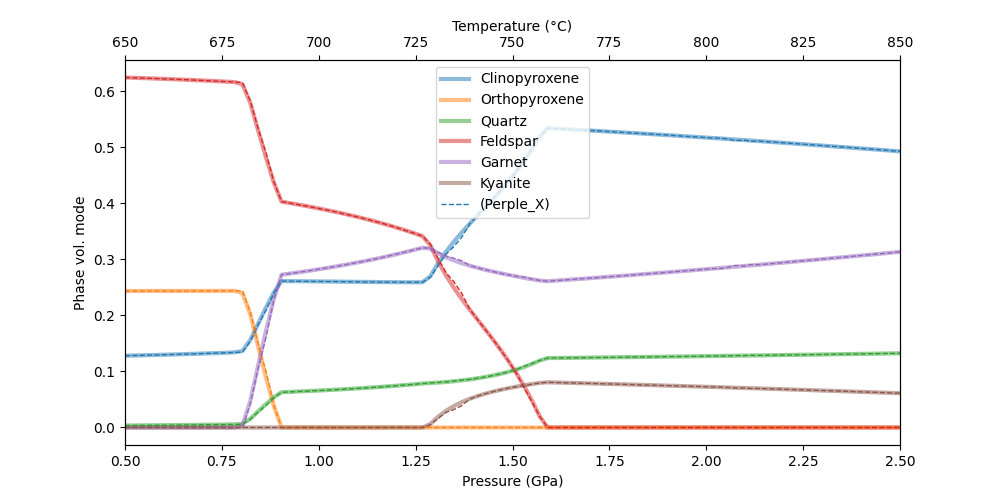 Temperature (°C)
650 675 700 725 750 775 800 825 850
Phase vol. mode
0.6
0.5
0.4
0.3
0.2
0.1
0.0
Clinopyroxene
Orthopyroxene
Quartz
Feldspar
Garnet
Kyanite
(Perple_X)
0.50 0.75 1.00 1.25 1.50 1.75 2.00 2.25 2.50
Pressure (GPa)